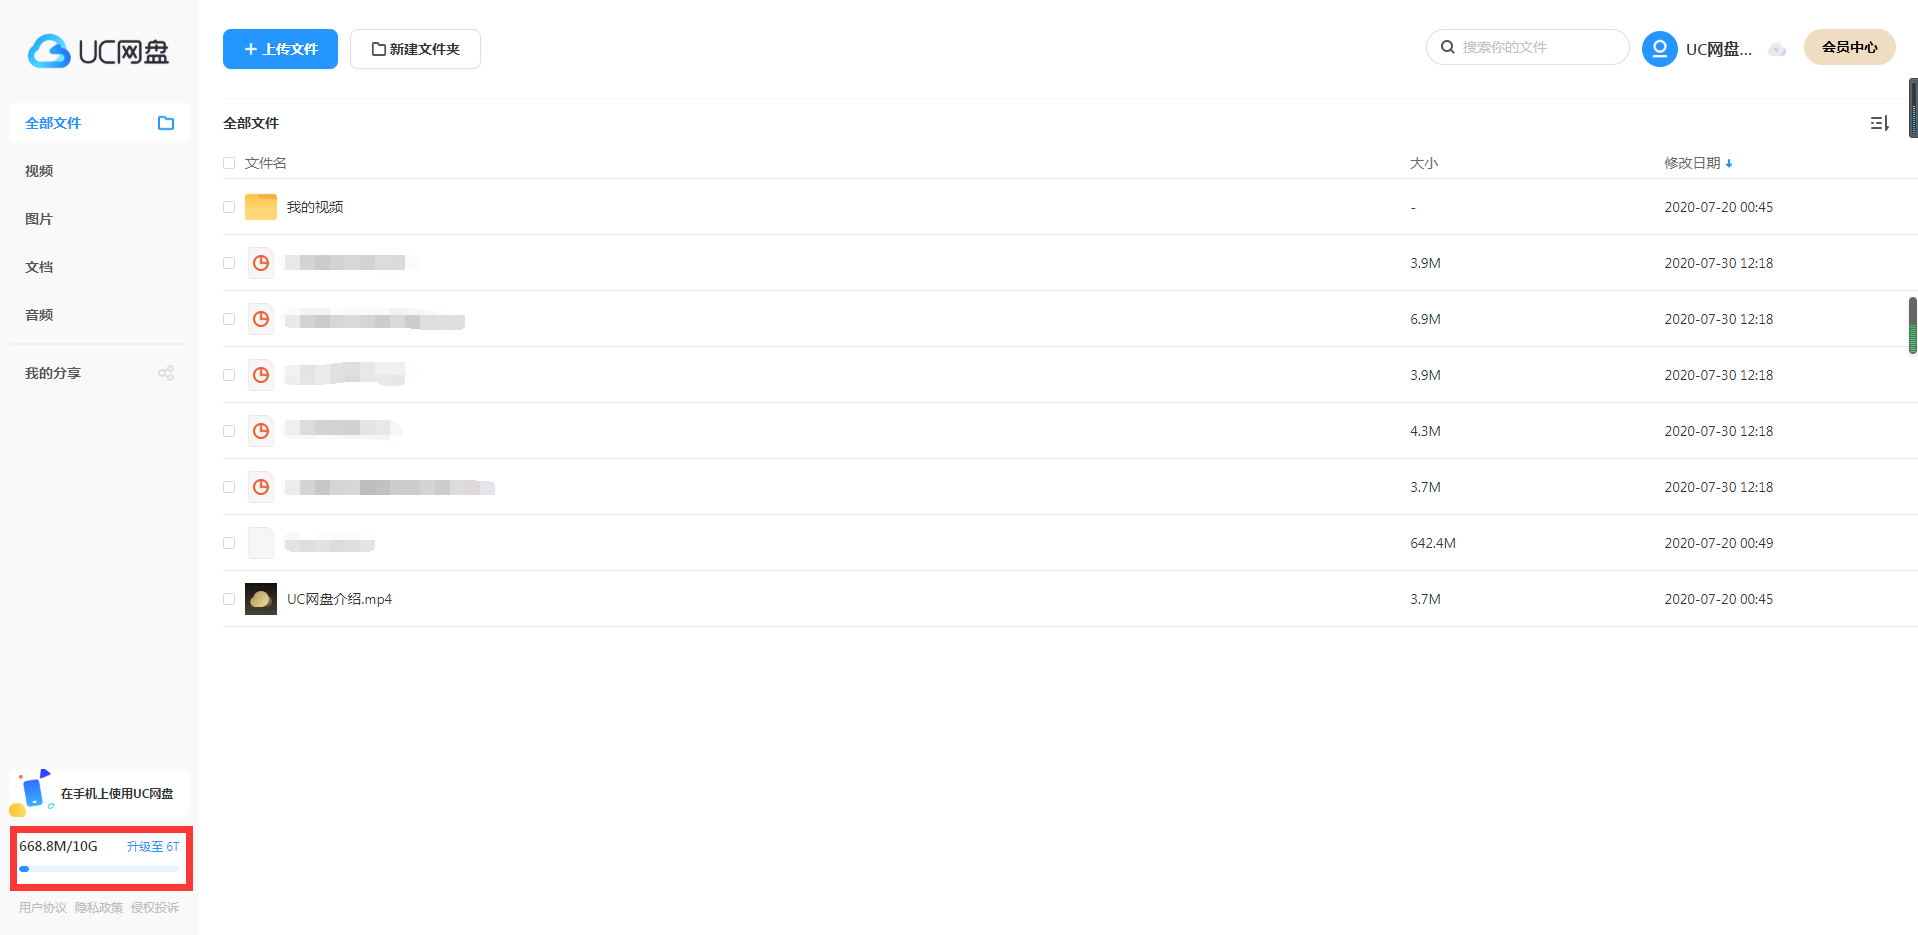 UC网盘
上传文件
新建文件夹
搜索你的文件
UC网盘...
会员中心
全部文件
视频
图片
文档
音频
我的分享
全部文件
文件名 大小 修改日期
我的视频 - 2020-07-20 00:45
3.9M 2020-07-30 12:18
6.9M 2020-07-30 12:18
3.9M 2020-07-30 12:18
4.3M 2020-07-30 12:18
3.7M 2020-07-30 12:18
642.4M 2020-07-20 00:49
UC网盘介绍.mp4 3.7M 2020-07-20 00:45
在手机上使用UC网盘
668.8M/10G 升级至 6T
用户协议 隐私政策 侵权投诉